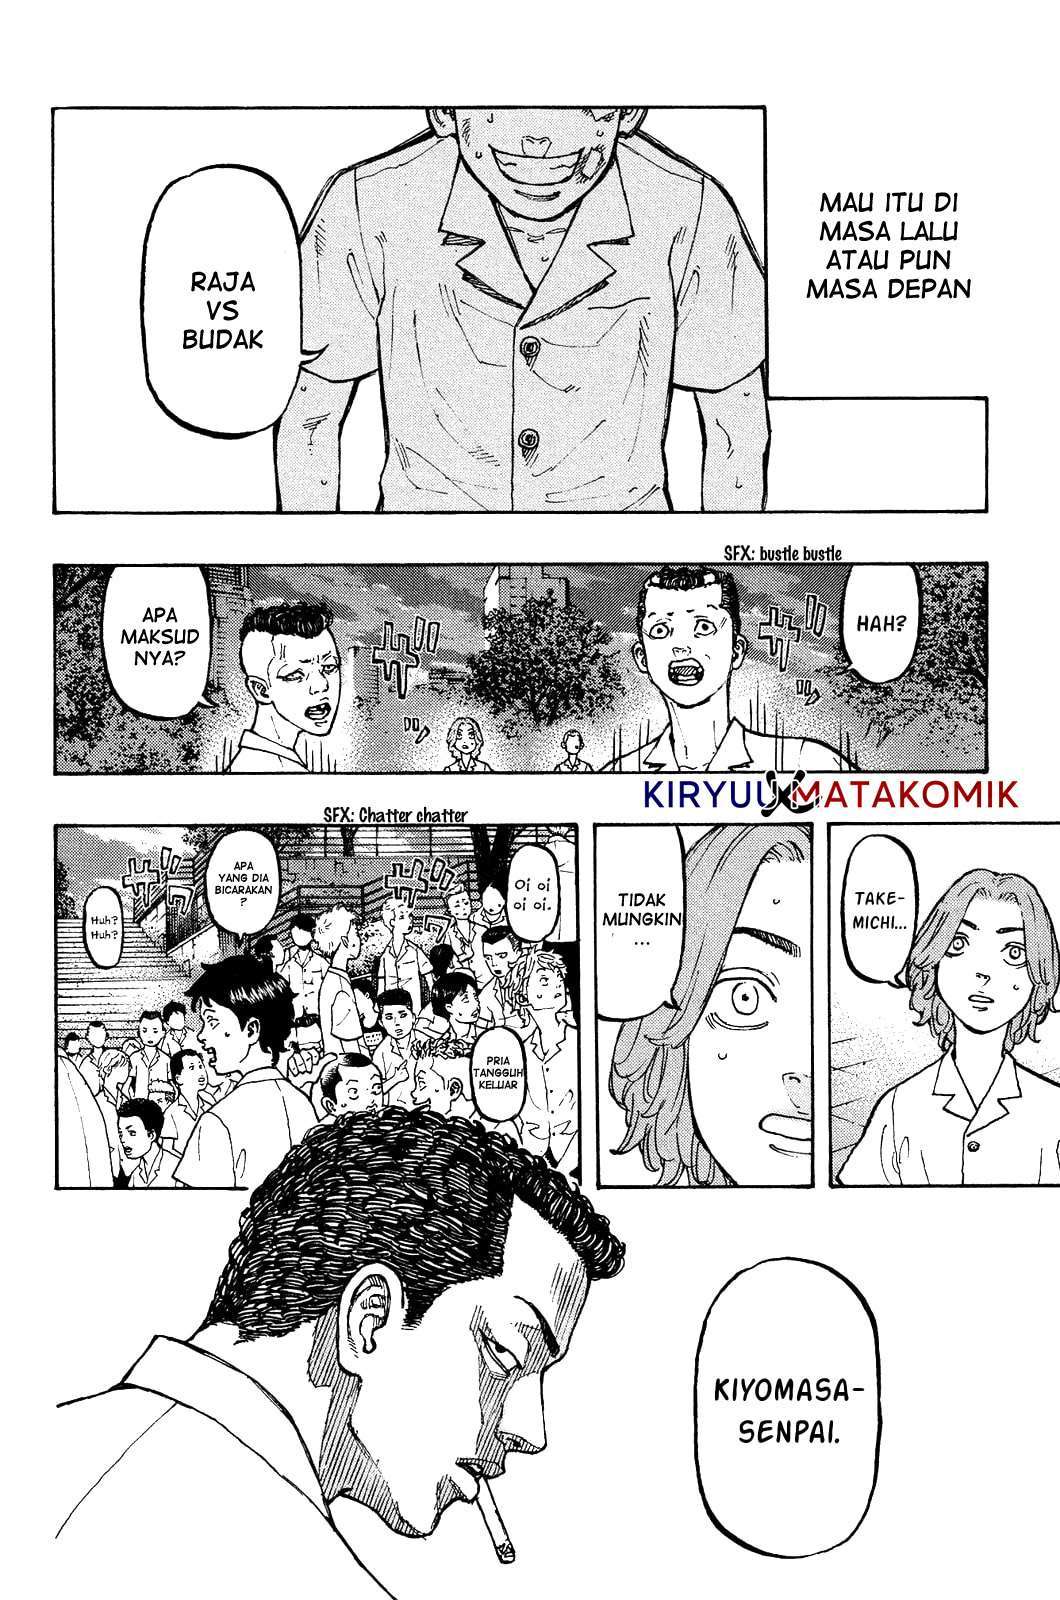 MAU ITU DI
MASA LALU
ATAU PUN
MASA DEPAN
RAJA
VS
BUDAK
SFX: bustle bustle
HAH?
APA
MAKSUD
NYA?
KIRYUU X MATAKOMIK
SFX: Chatter chatter
TAKE-
MICHI...
TIDAK
MUNGKIN
...
Oi oi
oi oi.
APA
YANG DIA
BICARAKAN
?
Huh?
Huh?
PRIA
TANGGUH
KELUAR
KIYOMASA-
SENPAI.